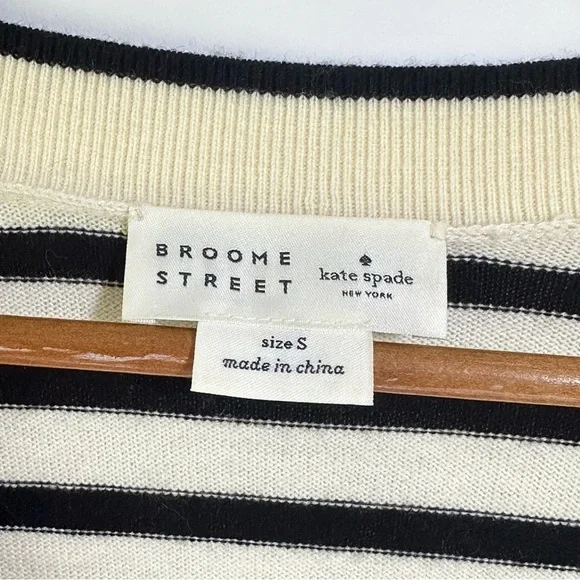 BROOME
STREET
kate spade
NEW YORK
size S
made in china